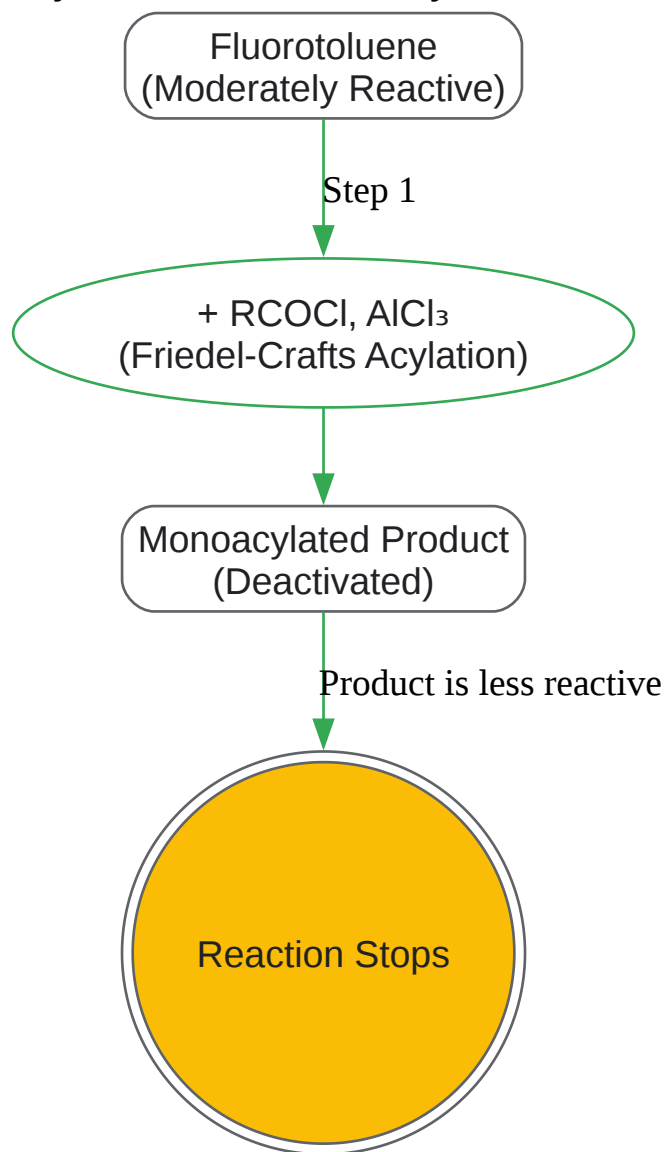 Fluorotoluene
(Moderately Reactive)
Step 1
+ RCOCl, AlCl₃
(Friedel-Crafts Acylation)
Monoacylated Product
(Deactivated)
Product is less reactive
Reaction Stops